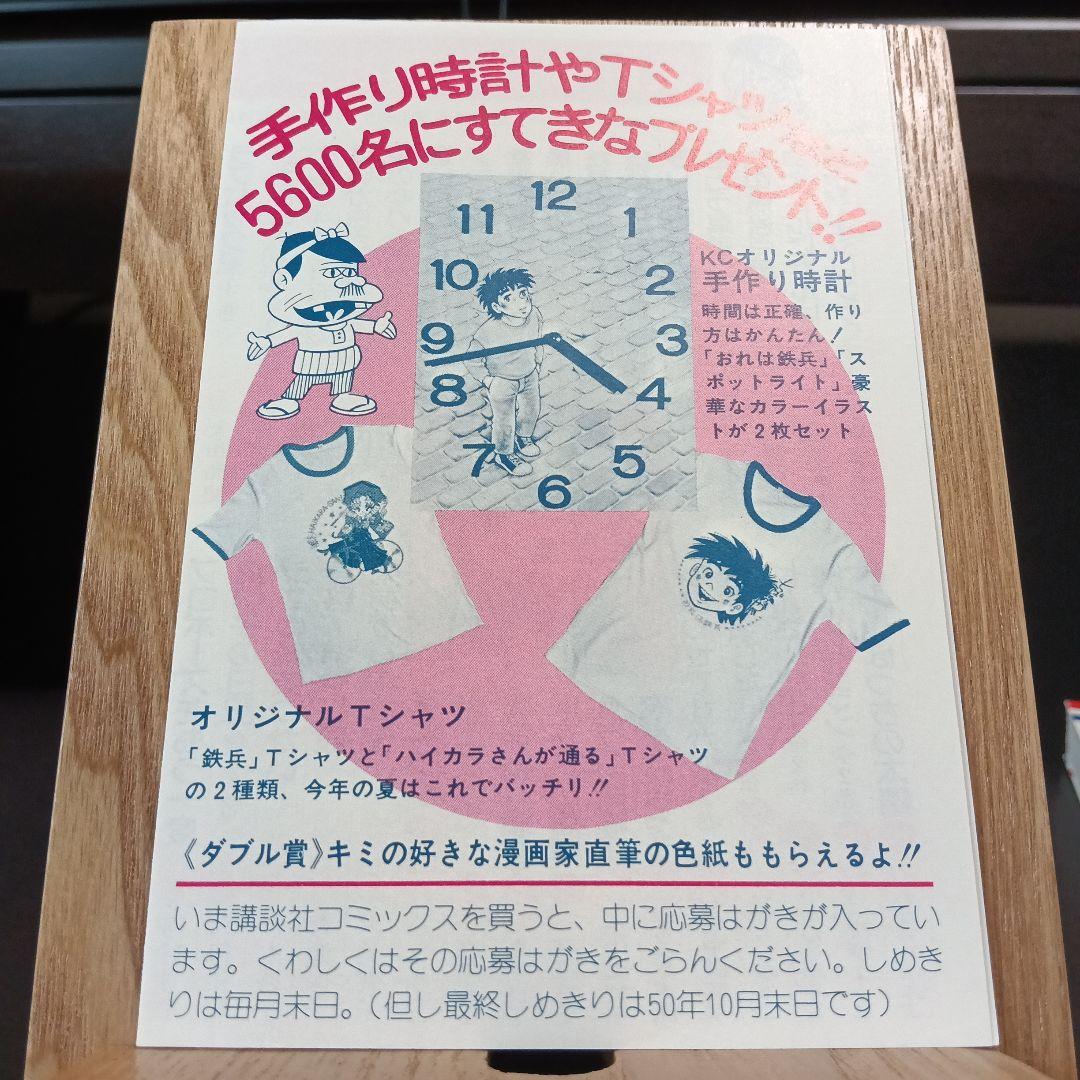 手作り時計やTシャツなど
5600名にすてきなプレゼント!!
12
11
1
10
2
9
3
8
4
7
5
6
KCオリジナル
手作り時計
時間は正確、作り
方はかんたん!
「おれは鉄兵」「ス
ポットライト」豪
華なカラーイラス
トが2枚セット
オリジナルTシャツ
「鉄兵」Tシャツと「ハイカラさんが通る」Tシャツ
の2種類、今年の夏はこれでバッチリ!!
《ダブル賞》キミの好きな漫画家直筆の色紙ももらえるよ!!
いま講談社コミックスを買うと、中に応募はがきが入ってい
ます。くわしくはその応募はがきをごらんください。しめき
りは毎月末日。(但し最終しめきりは50年10月末日です)